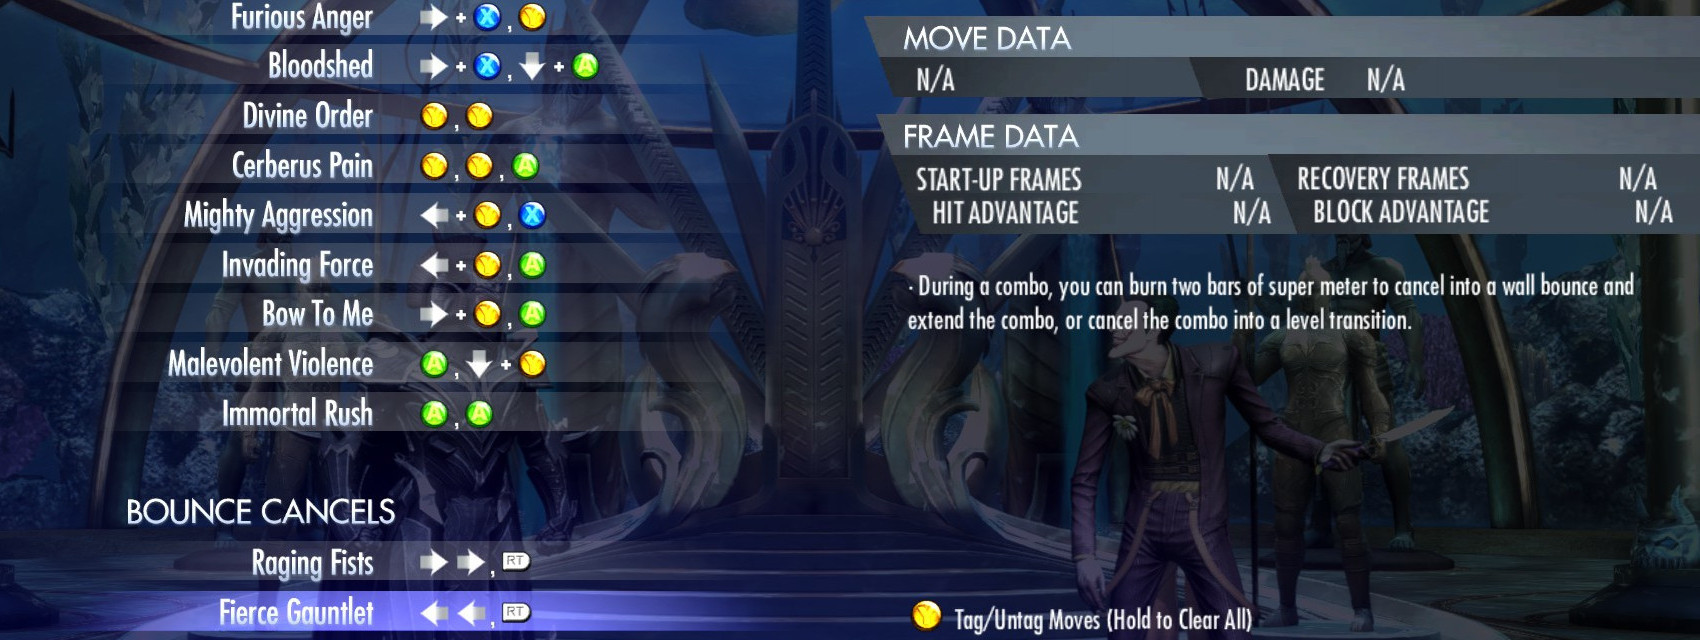 Furious Anger + X , Y
Bloodshed + X , + A
Divine Order Y , Y
Cerberus Pain Y , Y , A
Mighty Aggression + Y , X
Invading Force + Y , A
Bow To Me + Y , A
Malevolent Violence A , + Y
Immortal Rush A , A
BOUNCE CANCELS
Raging Fists , RT
Fierce Gauntlet , RT
MOVE DATA
N/A DAMAGE N/A
FRAME DATA
START-UP FRAMES N/A RECOVERY FRAMES N/A
HIT ADVANTAGE N/A BLOCK ADVANTAGE N/A
· During a combo, you can burn two bars of super meter to cancel into a wall bounce and
extend the combo, or cancel the combo into a level transition.
Y Tag/Untag Moves (Hold to Clear All)